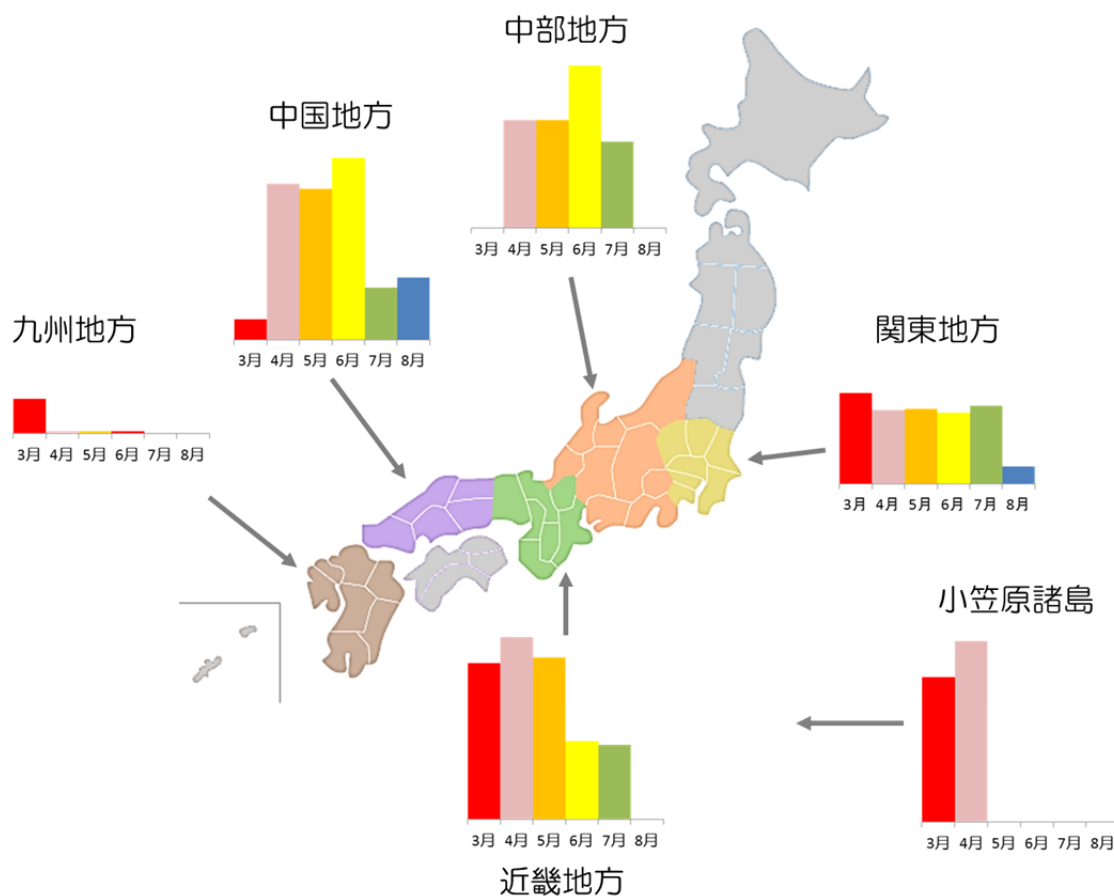 中部地方
3月 4月 5月 6月 7月 8月
中国地方
3月 4月 5月 6月 7月 8月
九州地方
3月 4月 5月 6月 7月 8月
関東地方
3月 4月 5月 6月 7月 8月
小笠原諸島
3月 4月 5月 6月 7月 8月
3月 4月 5月 6月 7月 8月
近畿地方